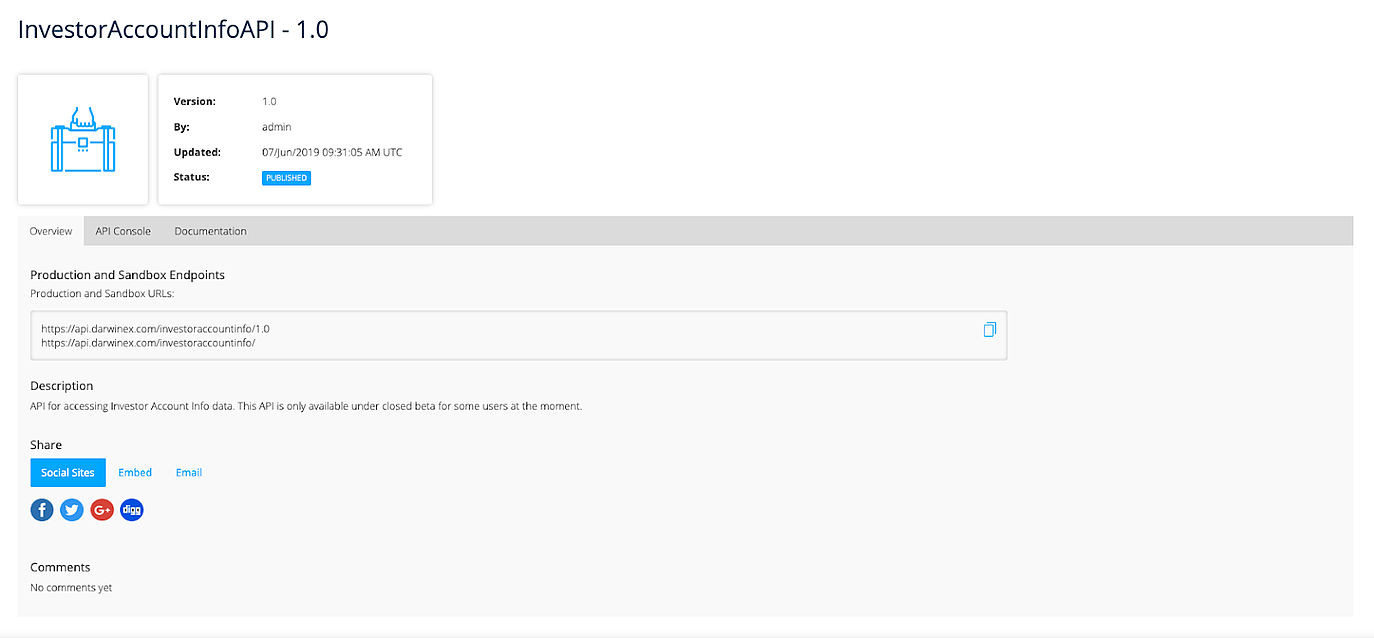 InvestorAccountInfoAPI - 1.0
Version: 1.0
By: admin
Updated: 07/Jun/2019 09:31:05 AM UTC
Status: PUBLISHED
Overview API Console Documentation
Production and Sandbox Endpoints
Production and Sandbox URLs:
https://api.darwinex.com/investoraccountinfo/1.0
https://api.darwinex.com/investoraccountinfo/
Description
API for accessing Investor Account Info data. This API is only available under closed beta for some users at the moment.
Share
Social Sites Embed Email
f G+ digg
Comments
No comments yet